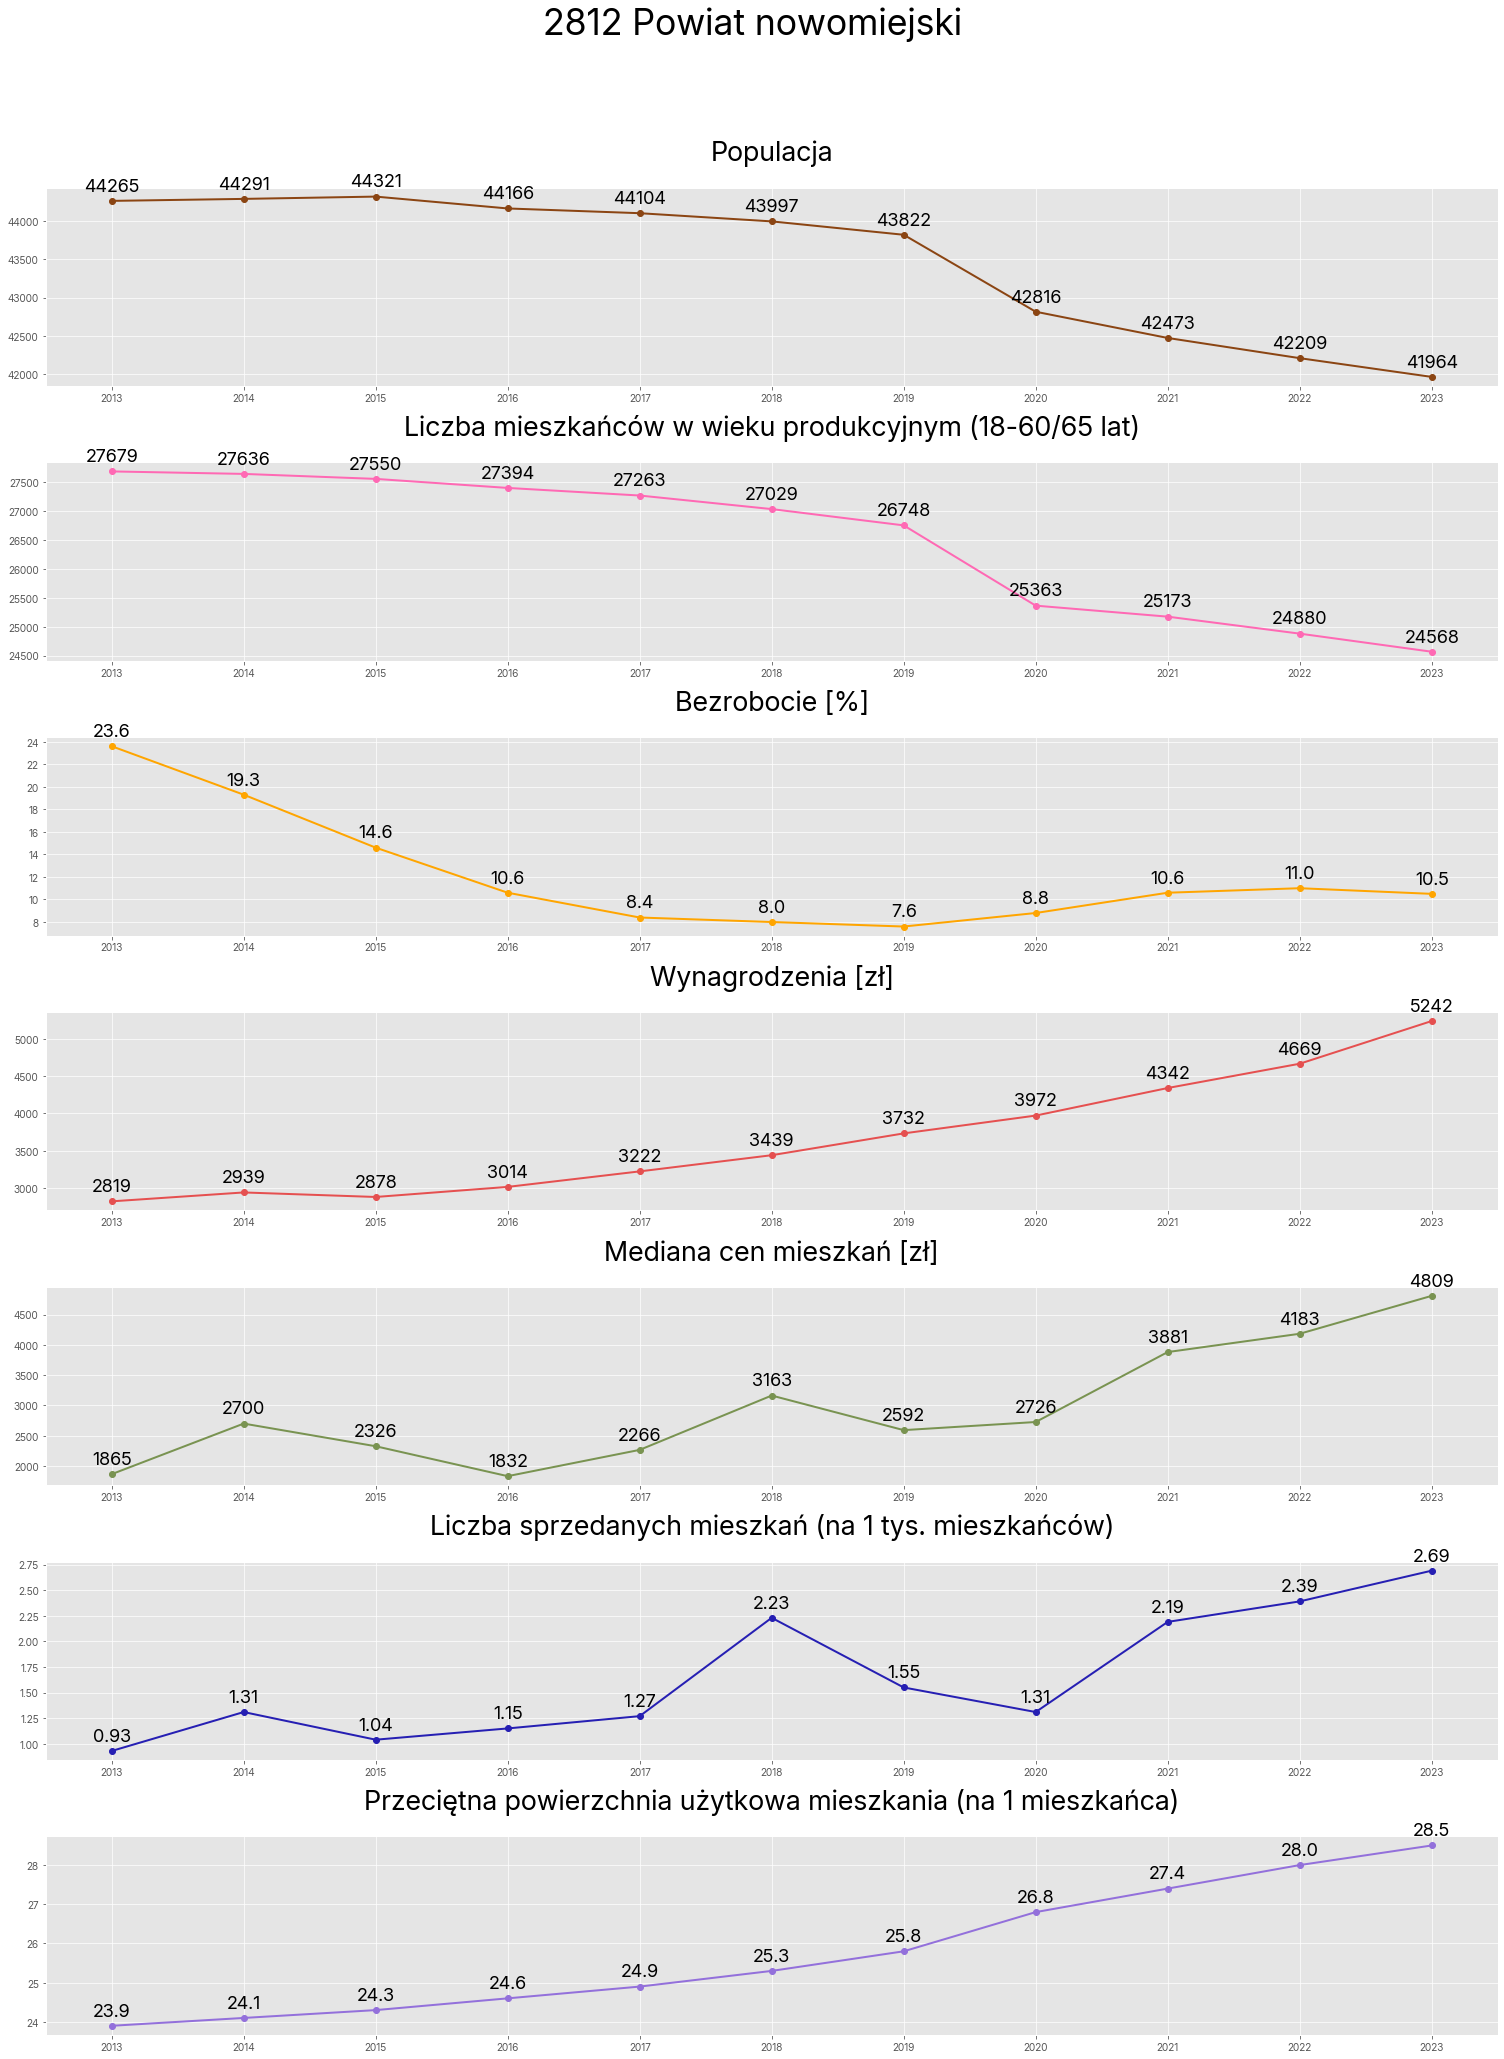 2812 Powiat nowomiejski
Populacja
44265 44291 44321 44166 44104 43997 43822 42816 42473 42209 41964
44000
43500
43000
42500
42000
2013 2014 2015 2016 2017 2018 2019 2020 2021 2022 2023
Liczba mieszkańców w wieku produkcyjnym (18-60/65 lat)
27679 27636 27550 27394 27263 27029 26748 25363 25173 24880 24568
27500
27000
26500
26000
25500
25000
24500
2013 2014 2015 2016 2017 2018 2019 2020 2021 2022 2023
Bezrobocie [%]
23.6 19.3 14.6 10.6 8.4 8.0 7.6 8.8 10.6 11.0 10.5
24
22
20
18
16
14
12
10
8
2013 2014 2015 2016 2017 2018 2019 2020 2021 2022 2023
Wynagrodzenia [zł]
2819 2939 2878 3014 3222 3439 3732 3972 4342 4669 5242
5000
4500
4000
3500
3000
2013 2014 2015 2016 2017 2018 2019 2020 2021 2022 2023
Mediana cen mieszkań [zł]
1865 2700 2326 1832 2266 3163 2592 2726 3881 4183 4809
4500
4000
3500
3000
2500
2000
2013 2014 2015 2016 2017 2018 2019 2020 2021 2022 2023
Liczba sprzedanych mieszkań (na 1 tys. mieszkańców)
0.93 1.31 1.04 1.15 1.27 2.23 1.55 1.31 2.19 2.39 2.69
2.75
2.50
2.25
2.00
1.75
1.50
1.25
1.00
2013 2014 2015 2016 2017 2018 2019 2020 2021 2022 2023
Przeciętna powierzchnia użytkowa mieszkania (na 1 mieszkańca)
23.9 24.1 24.3 24.6 24.9 25.3 25.8 26.8 27.4 28.0 28.5
28
27
26
25
24
2013 2014 2015 2016 2017 2018 2019 2020 2021 2022 2023